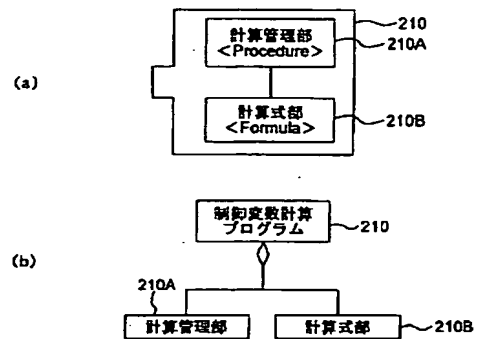 (a)
計算管理部
<Procedure>
210
210A
計算式部
<Formula>
210B
(b)
制御変数計算
プログラム
210
210A
計算管理部
計算式部
210B